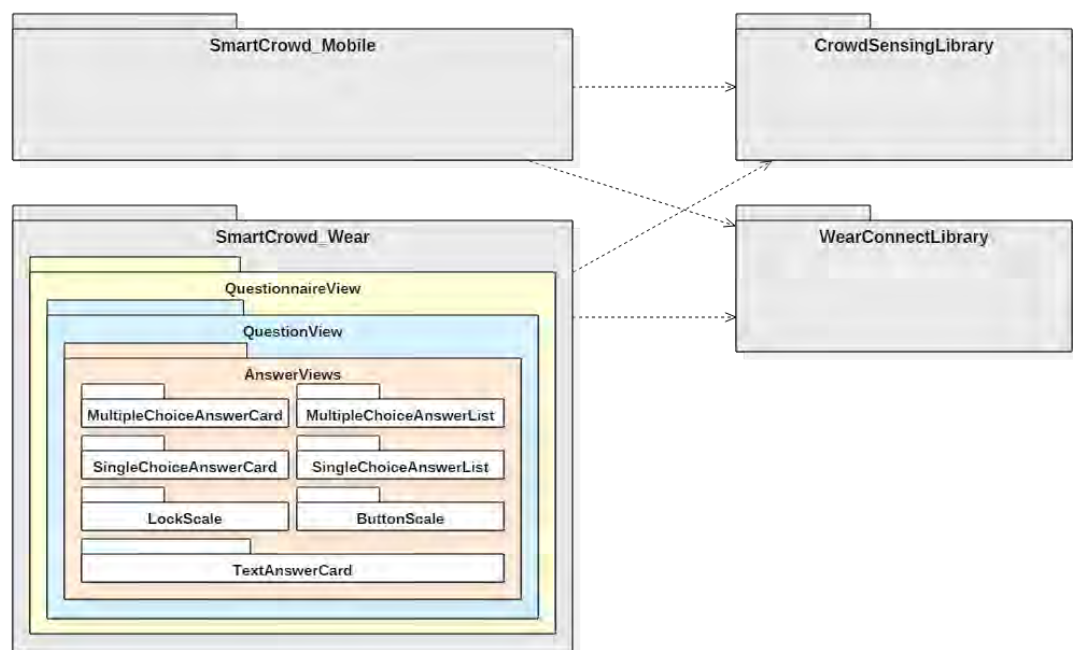 SmartCrowd_Mobile
CrowdSensingLibrary
SmartCrowd_Wear
WearConnectLibrary
QuestionnaireView
QuestionView
AnswerViews
MultipleChoiceAnswerCard
MultipleChoiceAnswerList
SingleChoiceAnswerCard
SingleChoiceAnswerList
LockScale
ButtonScale
TextAnswerCard